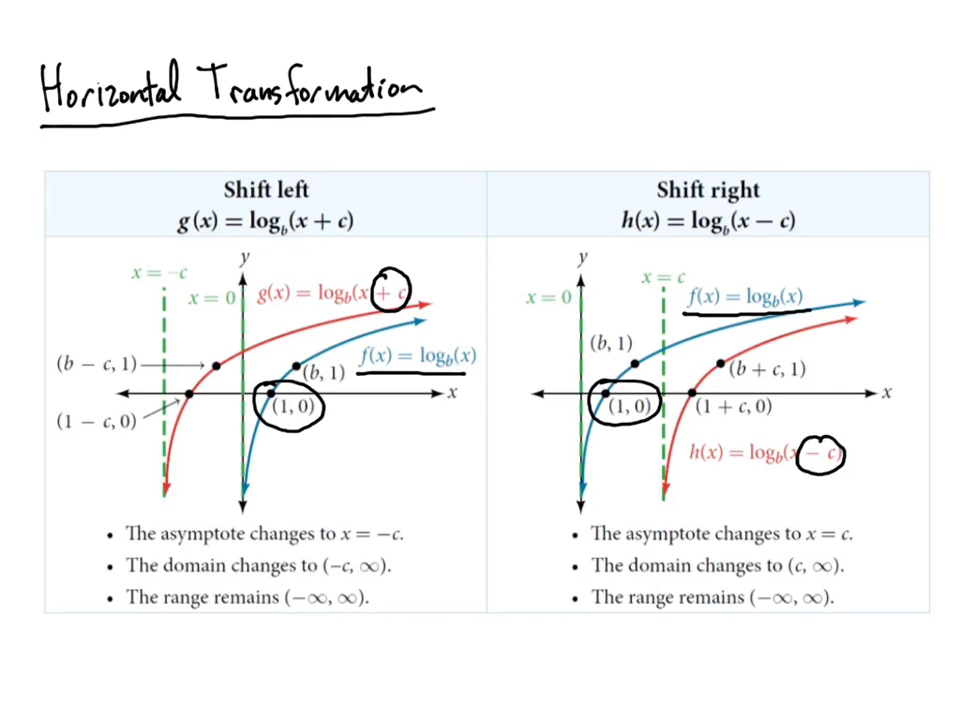 Horizontal Transformation
Shift left
g(x) = log_b(x + c)
x = −c
y
x = 0
g(x) = log_b(x + c
(b − c, 1)
f(x) = log_b(x)
(b, 1)
x
(1, 0)
(1 − c, 0)
• The asymptote changes to x = −c.
• The domain changes to (−c, ∞).
• The range remains (−∞, ∞).
Shift right
h(x) = log_b(x − c)
y
x = c
x = 0
f(x) = log_b(x)
(b, 1)
(b + c, 1)
x
(1, 0)
(1 + c, 0)
h(x) = log_b(x − c)
• The asymptote changes to x = c.
• The domain changes to (c, ∞).
• The range remains (−∞, ∞).